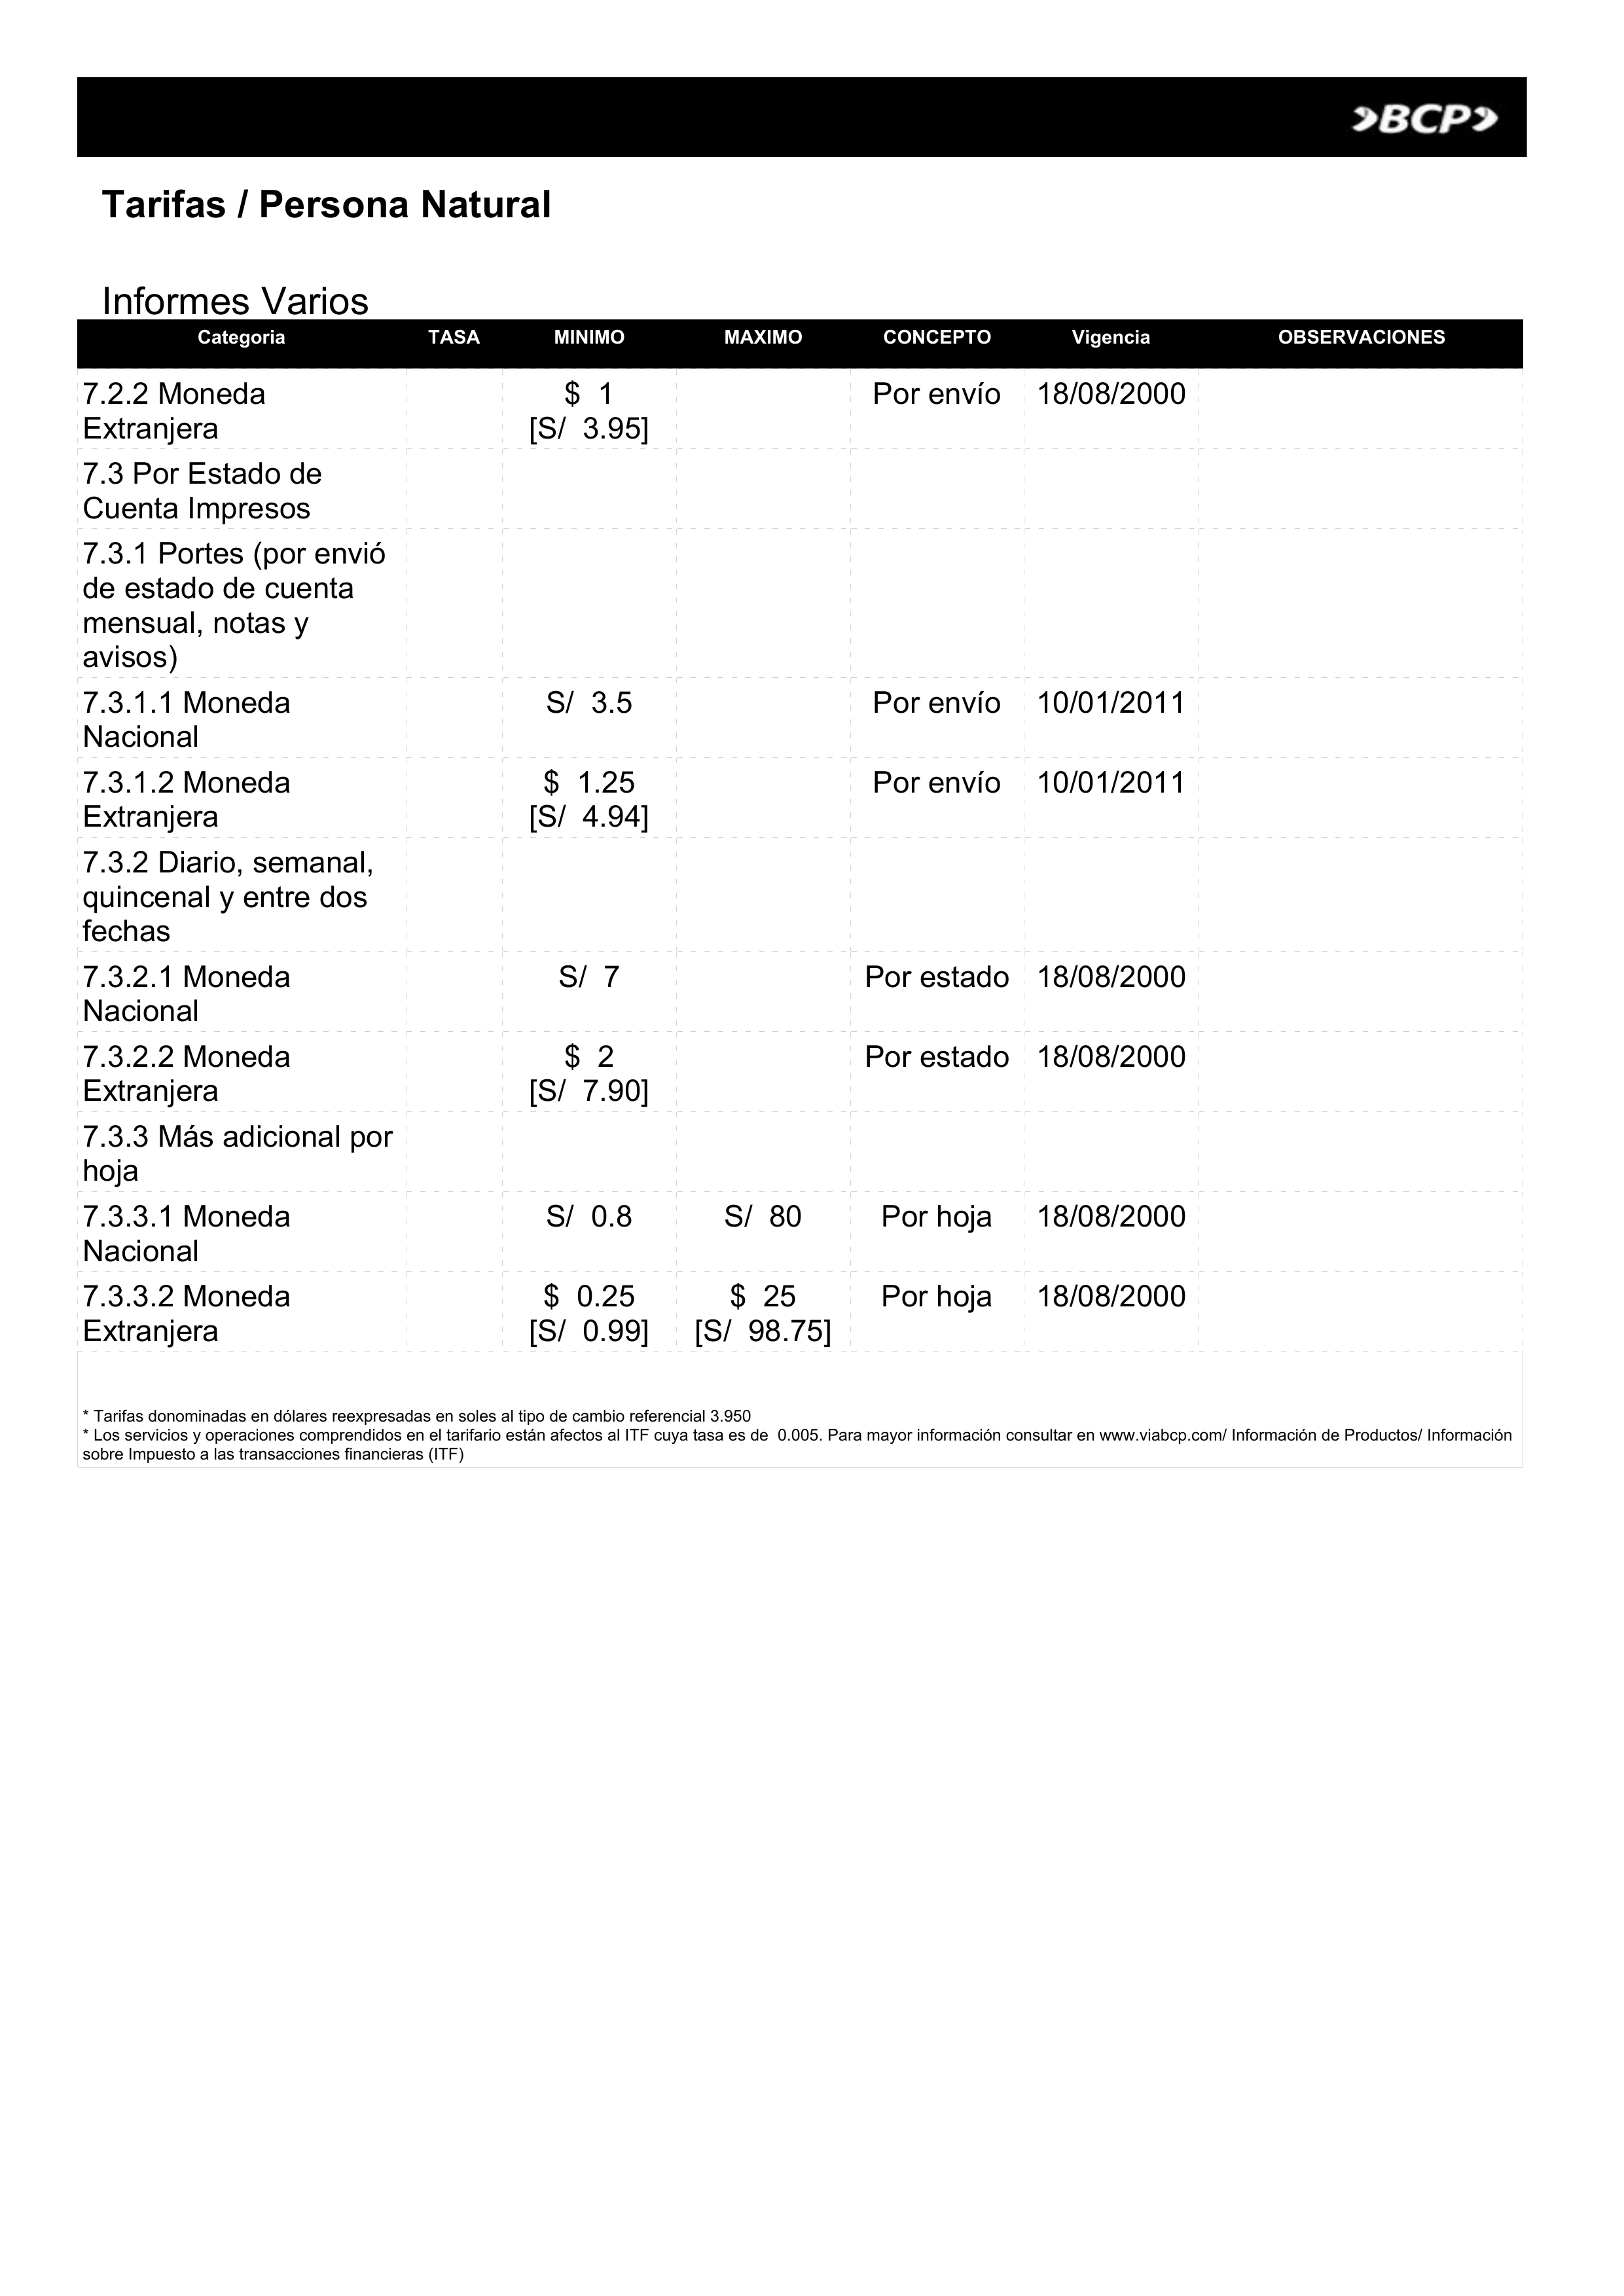 BCP
Tarifas / Persona Natural
Informes Varios
Categoria TASA MINIMO MAXIMO CONCEPTO Vigencia OBSERVACIONES
7.2.2 Moneda $ 1 Por envío 18/08/2000
Extranjera [S/ 3.95]
7.3 Por Estado de
Cuenta Impresos
7.3.1 Portes (por envió
de estado de cuenta
mensual, notas y
avisos)
7.3.1.1 Moneda S/ 3.5 Por envío 10/01/2011
Nacional
7.3.1.2 Moneda $ 1.25 Por envío 10/01/2011
Extranjera [S/ 4.94]
7.3.2 Diario, semanal,
quincenal y entre dos
fechas
7.3.2.1 Moneda S/ 7 Por estado 18/08/2000
Nacional
7.3.2.2 Moneda $ 2 Por estado 18/08/2000
Extranjera [S/ 7.90]
7.3.3 Más adicional por
hoja
7.3.3.1 Moneda S/ 0.8 S/ 80 Por hoja 18/08/2000
Nacional
7.3.3.2 Moneda $ 0.25 $ 25 Por hoja 18/08/2000
Extranjera [S/ 0.99] [S/ 98.75]
* Tarifas donominadas en dólares reexpresadas en soles al tipo de cambio referencial 3.950
* Los servicios y operaciones comprendidos en el tarifario están afectos al ITF cuya tasa es de 0.005. Para mayor información consultar en www.viabcp.com/ Información de Productos/ Información
sobre Impuesto a las transacciones financieras (ITF)